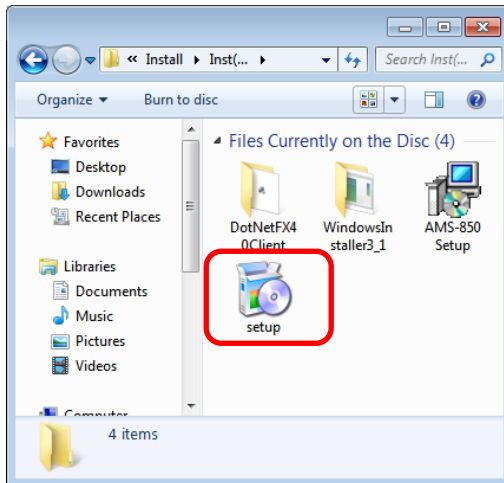 « Install ▸ Inst(... ▸
Search Inst(...
Organize
Burn to disc
Favorites
Desktop
Downloads
Recent Places
Libraries
Documents
Music
Pictures
Videos
Computer
Files Currently on the Disc (4)
DotNetFX4
0Client
WindowsIn
staller3_1
AMS-850
Setup
setup
4 items